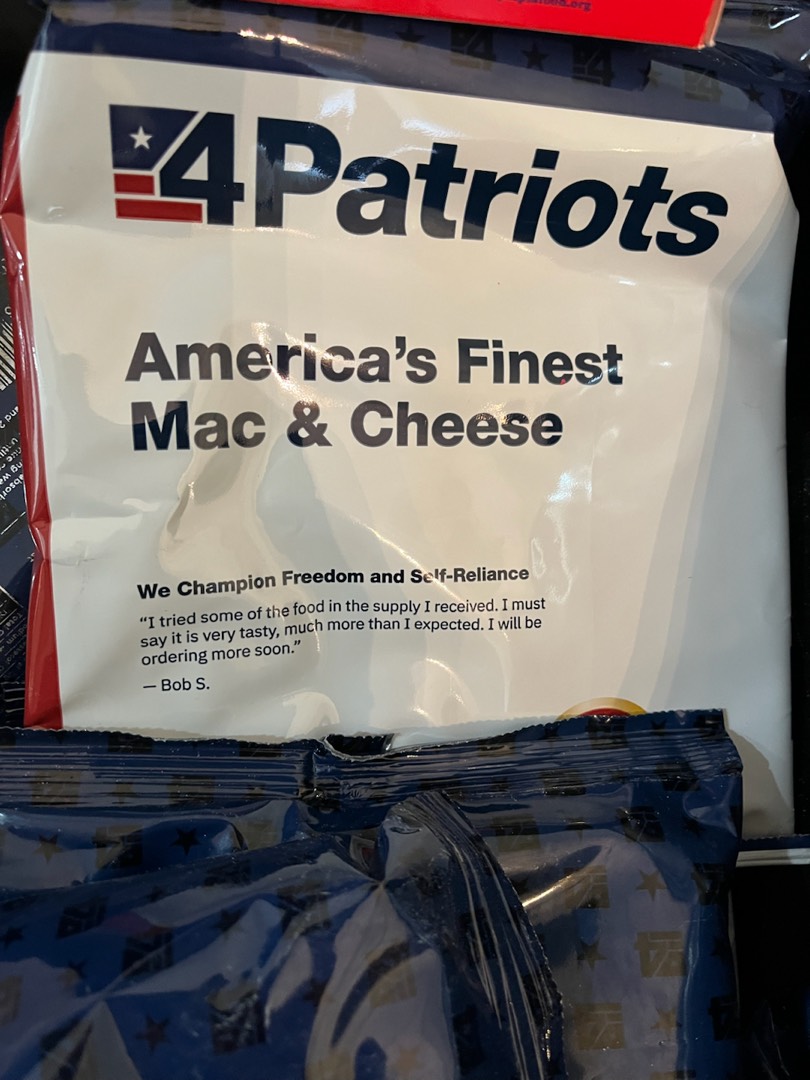 4Patriots
America's Finest
Mac & Cheese
We Champion Freedom and Self-Reliance
“I tried some of the food in the supply I received. I must
say it is very tasty, much more than I expected. I will be
ordering more soon.”
— Bob S.